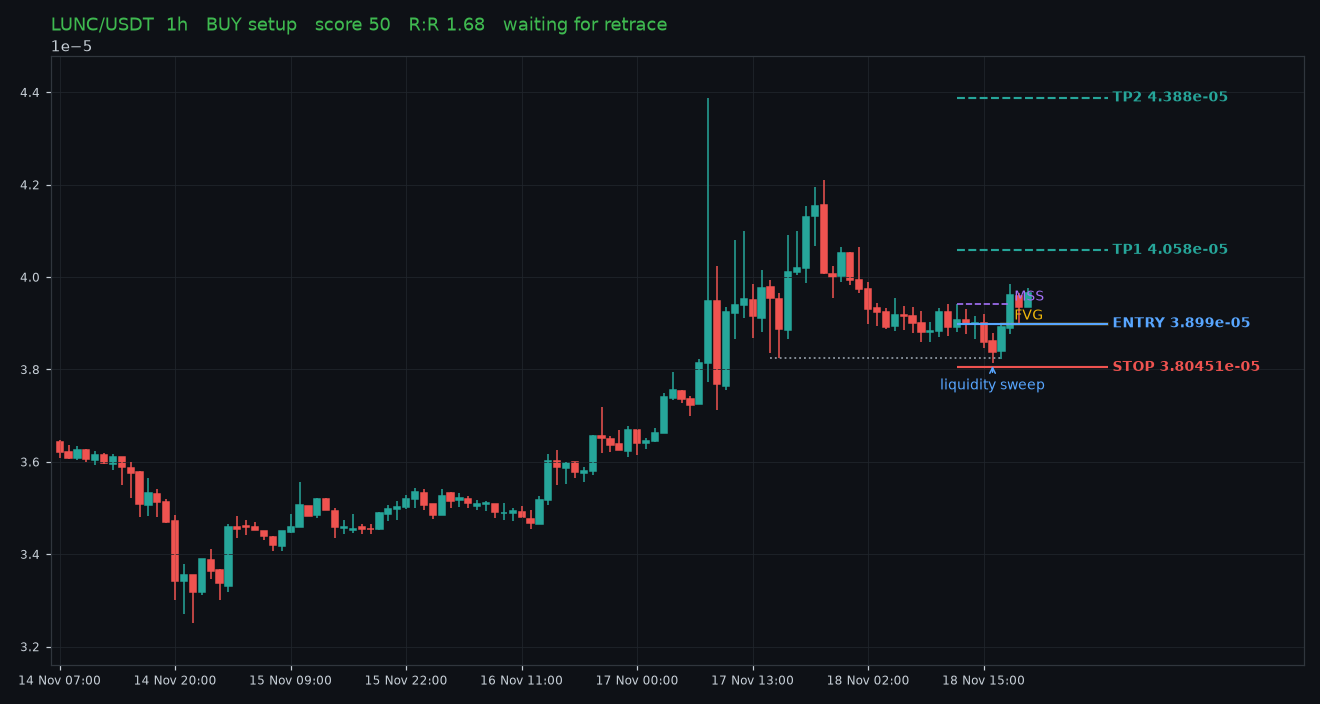 LUNC/USDT 1h BUY setup score 50 R:R 1.68 waiting for retrace
1e−5
4.4
4.2
4.0
3.8
3.6
3.4
3.2
TP2 4.388e-05
TP1 4.058e-05
MSS
FVG
ENTRY 3.899e-05
STOP 3.80451e-05
liquidity sweep
14 Nov 07:00
14 Nov 20:00
15 Nov 09:00
15 Nov 22:00
16 Nov 11:00
17 Nov 00:00
17 Nov 13:00
18 Nov 02:00
18 Nov 15:00